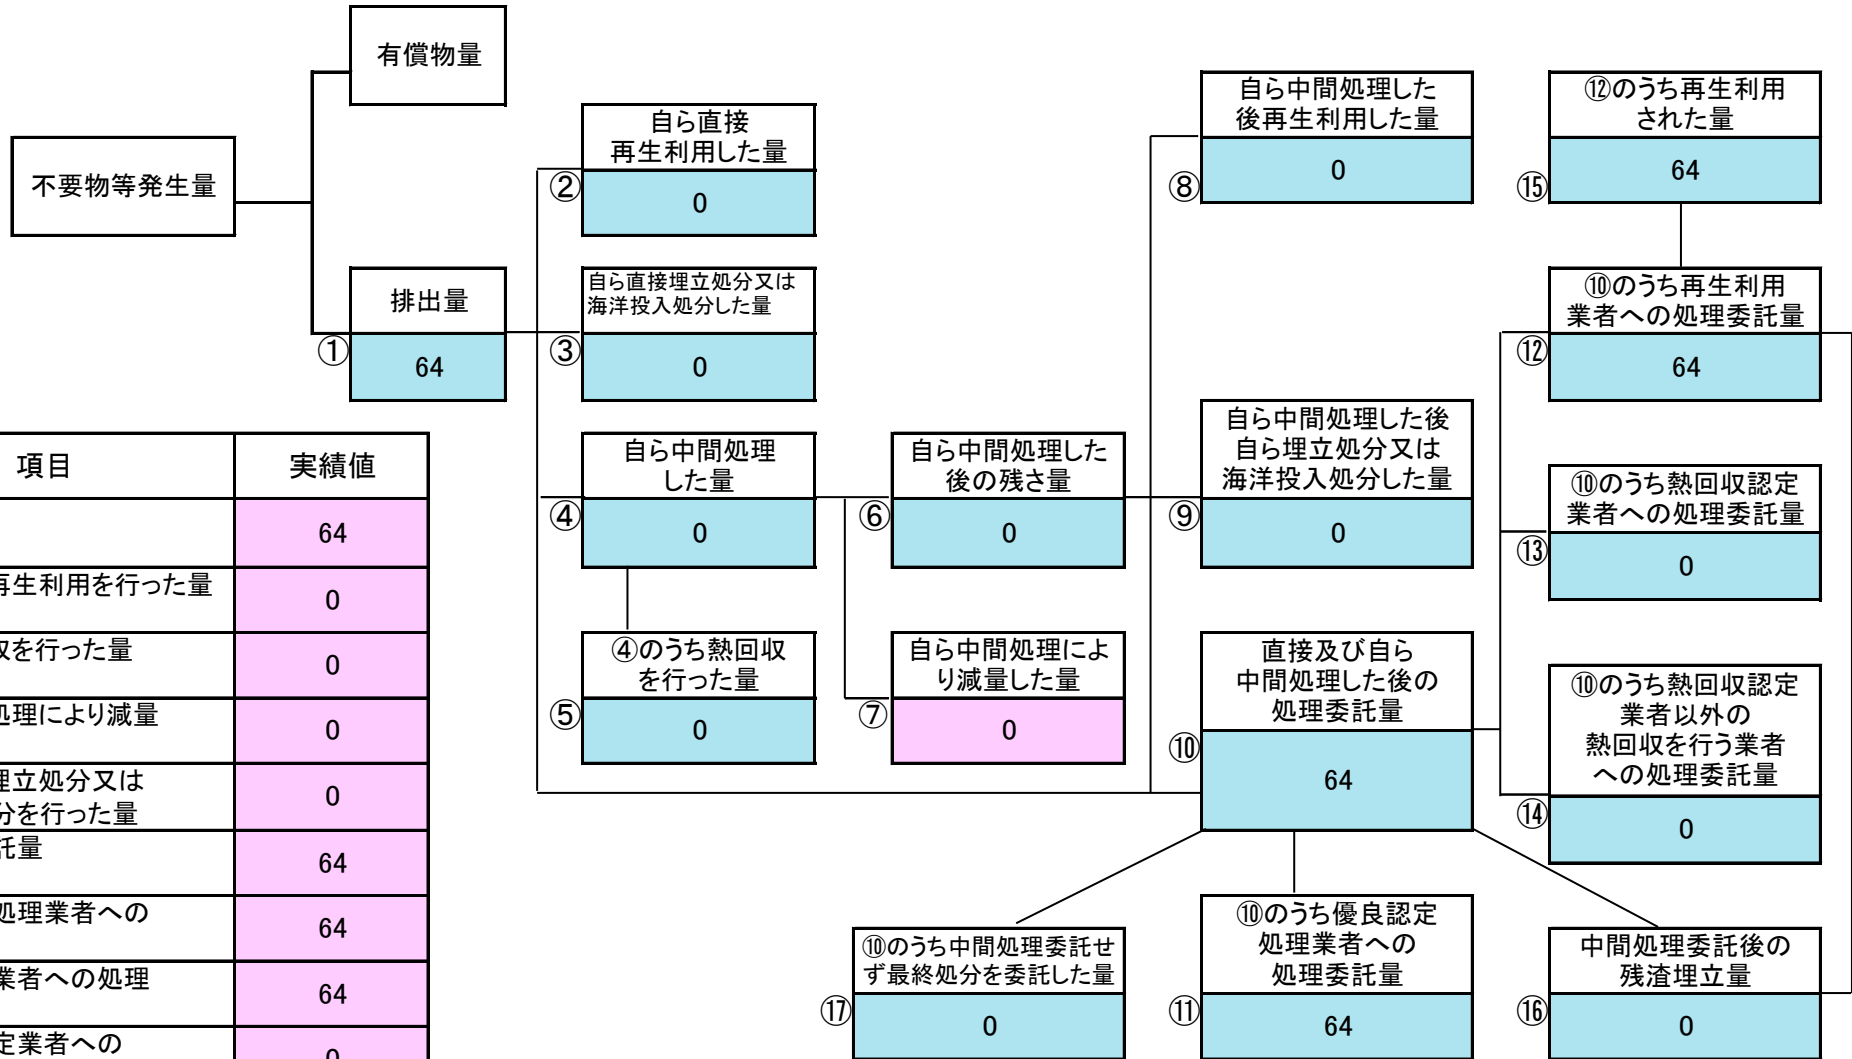 有償物量
不要物等発生量
排出量
①
64
自ら直接
再生利用した量
②
0
自ら直接埋立処分又は
海洋投入処分した量
③
0
自ら中間処理
した量
④
0
④のうち熱回収
を行った量
⑤
0
自ら中間処理した
後の残さ量
⑥
0
自ら中間処理によ
り減量した量
⑦
0
自ら中間処理した
後再生利用した量
⑧
0
自ら中間処理した後
自ら埋立処分又は
海洋投入処分した量
⑨
0
直接及び自ら
中間処理した後の
処理委託量
⑩
64
⑫のうち再生利用
された量
⑮
64
⑩のうち再生利用
業者への処理委託量
⑫
64
⑩のうち熱回収認定
業者への処理委託量
⑬
0
⑩のうち熱回収認定
業者以外の
熱回収を行う業者
への処理委託量
⑭
0
⑩のうち中間処理委託せ
ず最終処分を委託した量
⑰
0
⑩のうち優良認定
処理業者への
処理委託量
⑪
64
中間処理委託後の
残渣埋立量
⑯
0
項目 実績値
64
再生利用を行った量
0
を行った量
0
処理により減量
0
埋立処分又は
分を行った量
0
託量
64
処理業者への
64
業者への処理
64
定業者への
0